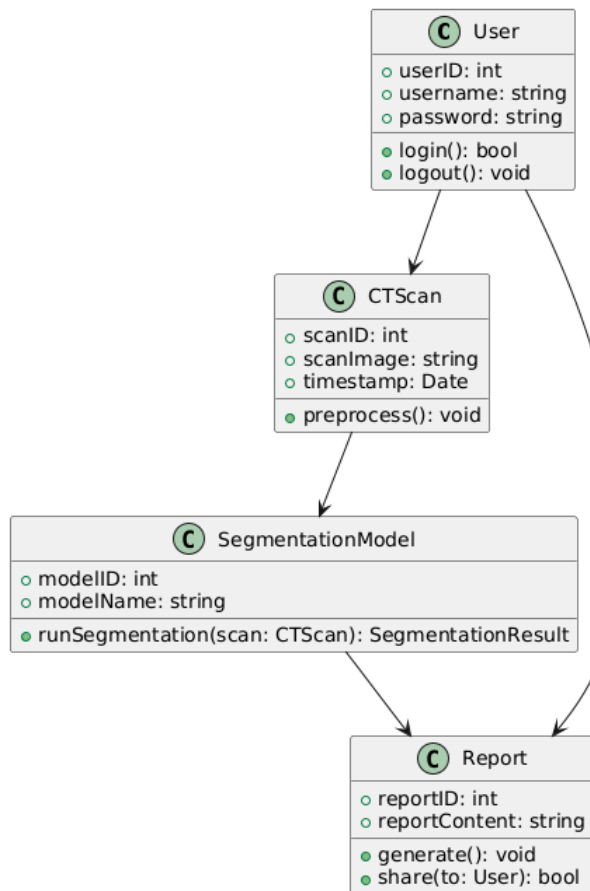 C User
userID: int
username: string
password: string
login(): bool
logout(): void
C CTScan
scanID: int
scanImage: string
timestamp: Date
preprocess(): void
C SegmentationModel
modelID: int
modelName: string
runSegmentation(scan: CTScan): SegmentationResult
C Report
reportID: int
reportContent: string
generate(): void
share(to: User): bool